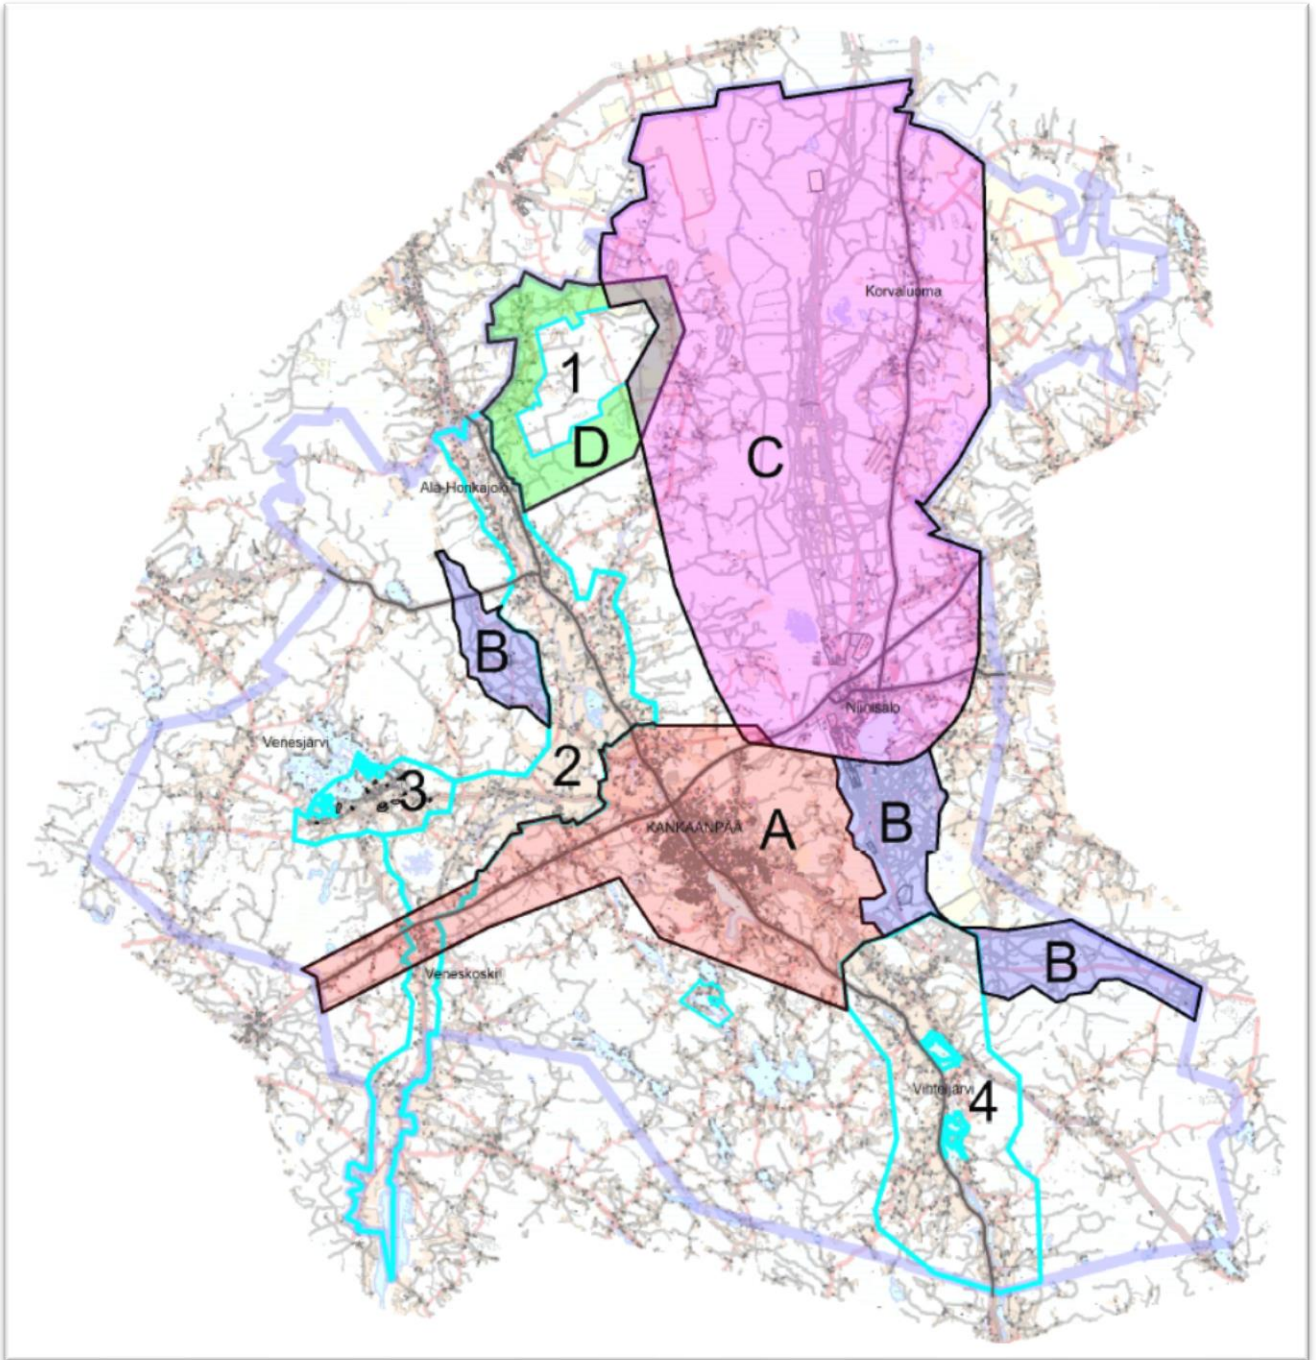 Korvaluoma
1
D
C
Ala-Honkajoki
B
Niinisalo
Venesjärvi
2
3
KANKAANPÄÄ
A
B
B
Veneskoski
Vihteljärvi
4